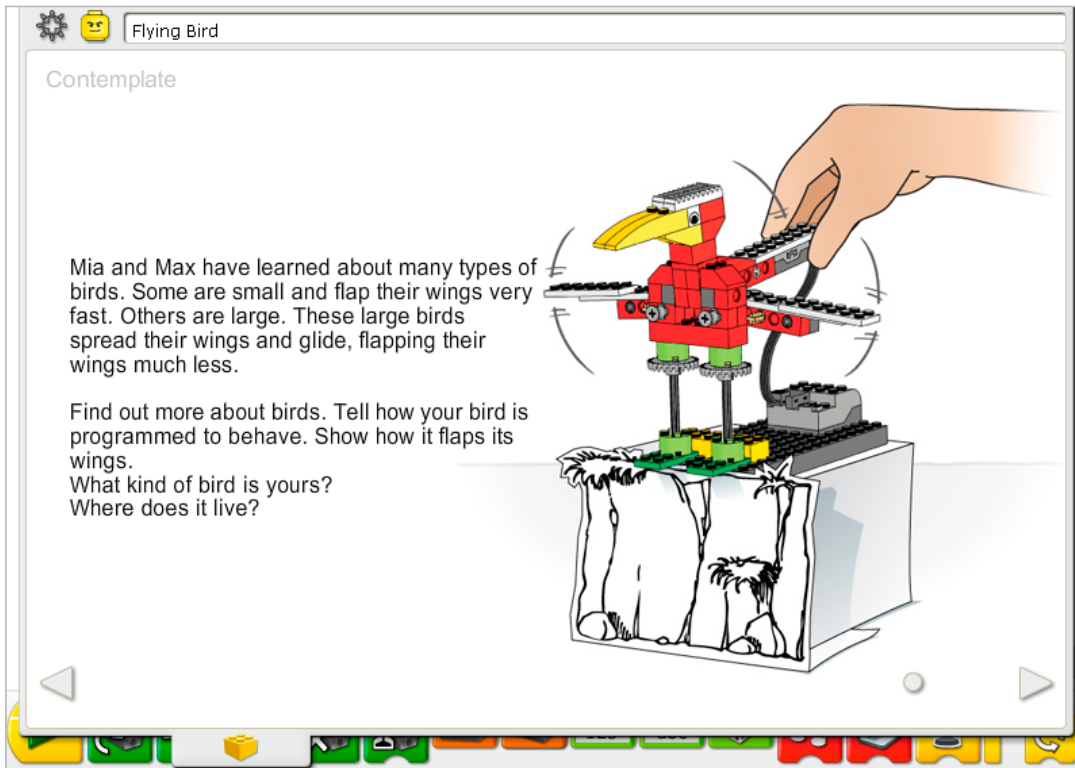 Flying Bird
Contemplate
Mia and Max have learned about many types of
birds. Some are small and flap their wings very
fast. Others are large. These large birds
spread their wings and glide, flapping their
wings much less.
Find out more about birds. Tell how your bird is
programmed to behave. Show how it flaps its
wings.
What kind of bird is yours?
Where does it live?